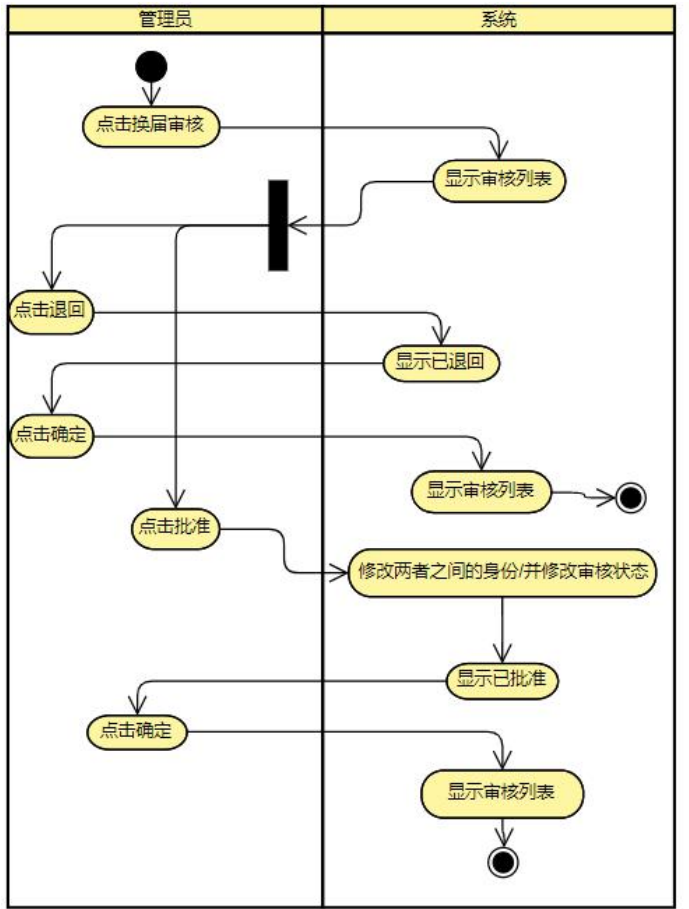 管理员
系统
点击换届审核
显示审核列表
点击退回
显示已退回
点击确定
显示审核列表
点击批准
修改两者之间的身份/并修改审核状态
显示已批准
点击确定
显示审核列表